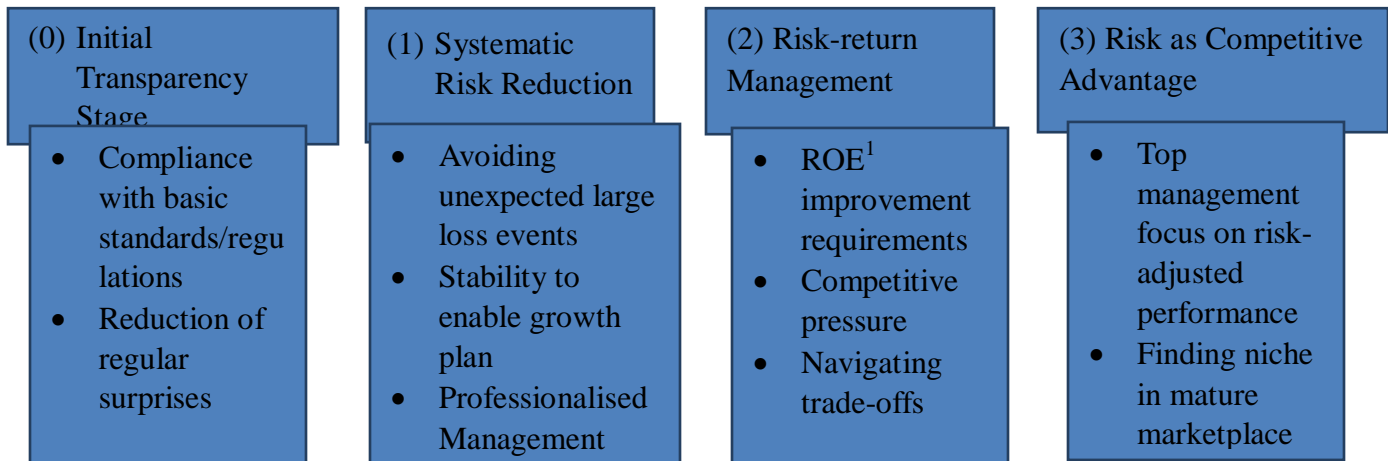 (0) Initial
Transparency
Stage
• Compliance
with basic
standards/regu
lations
• Reduction of
regular
surprises
(1) Systematic
Risk Reduction
• Avoiding
unexpected large
loss events
• Stability to
enable growth
plan
• Professionalised
Management
(2) Risk-return
Management
• ROE¹
improvement
requirements
• Competitive
pressure
• Navigating
trade-offs
(3) Risk as Competitive
Advantage
• Top
management
focus on risk-
adjusted
performance
• Finding niche
in mature
marketplace